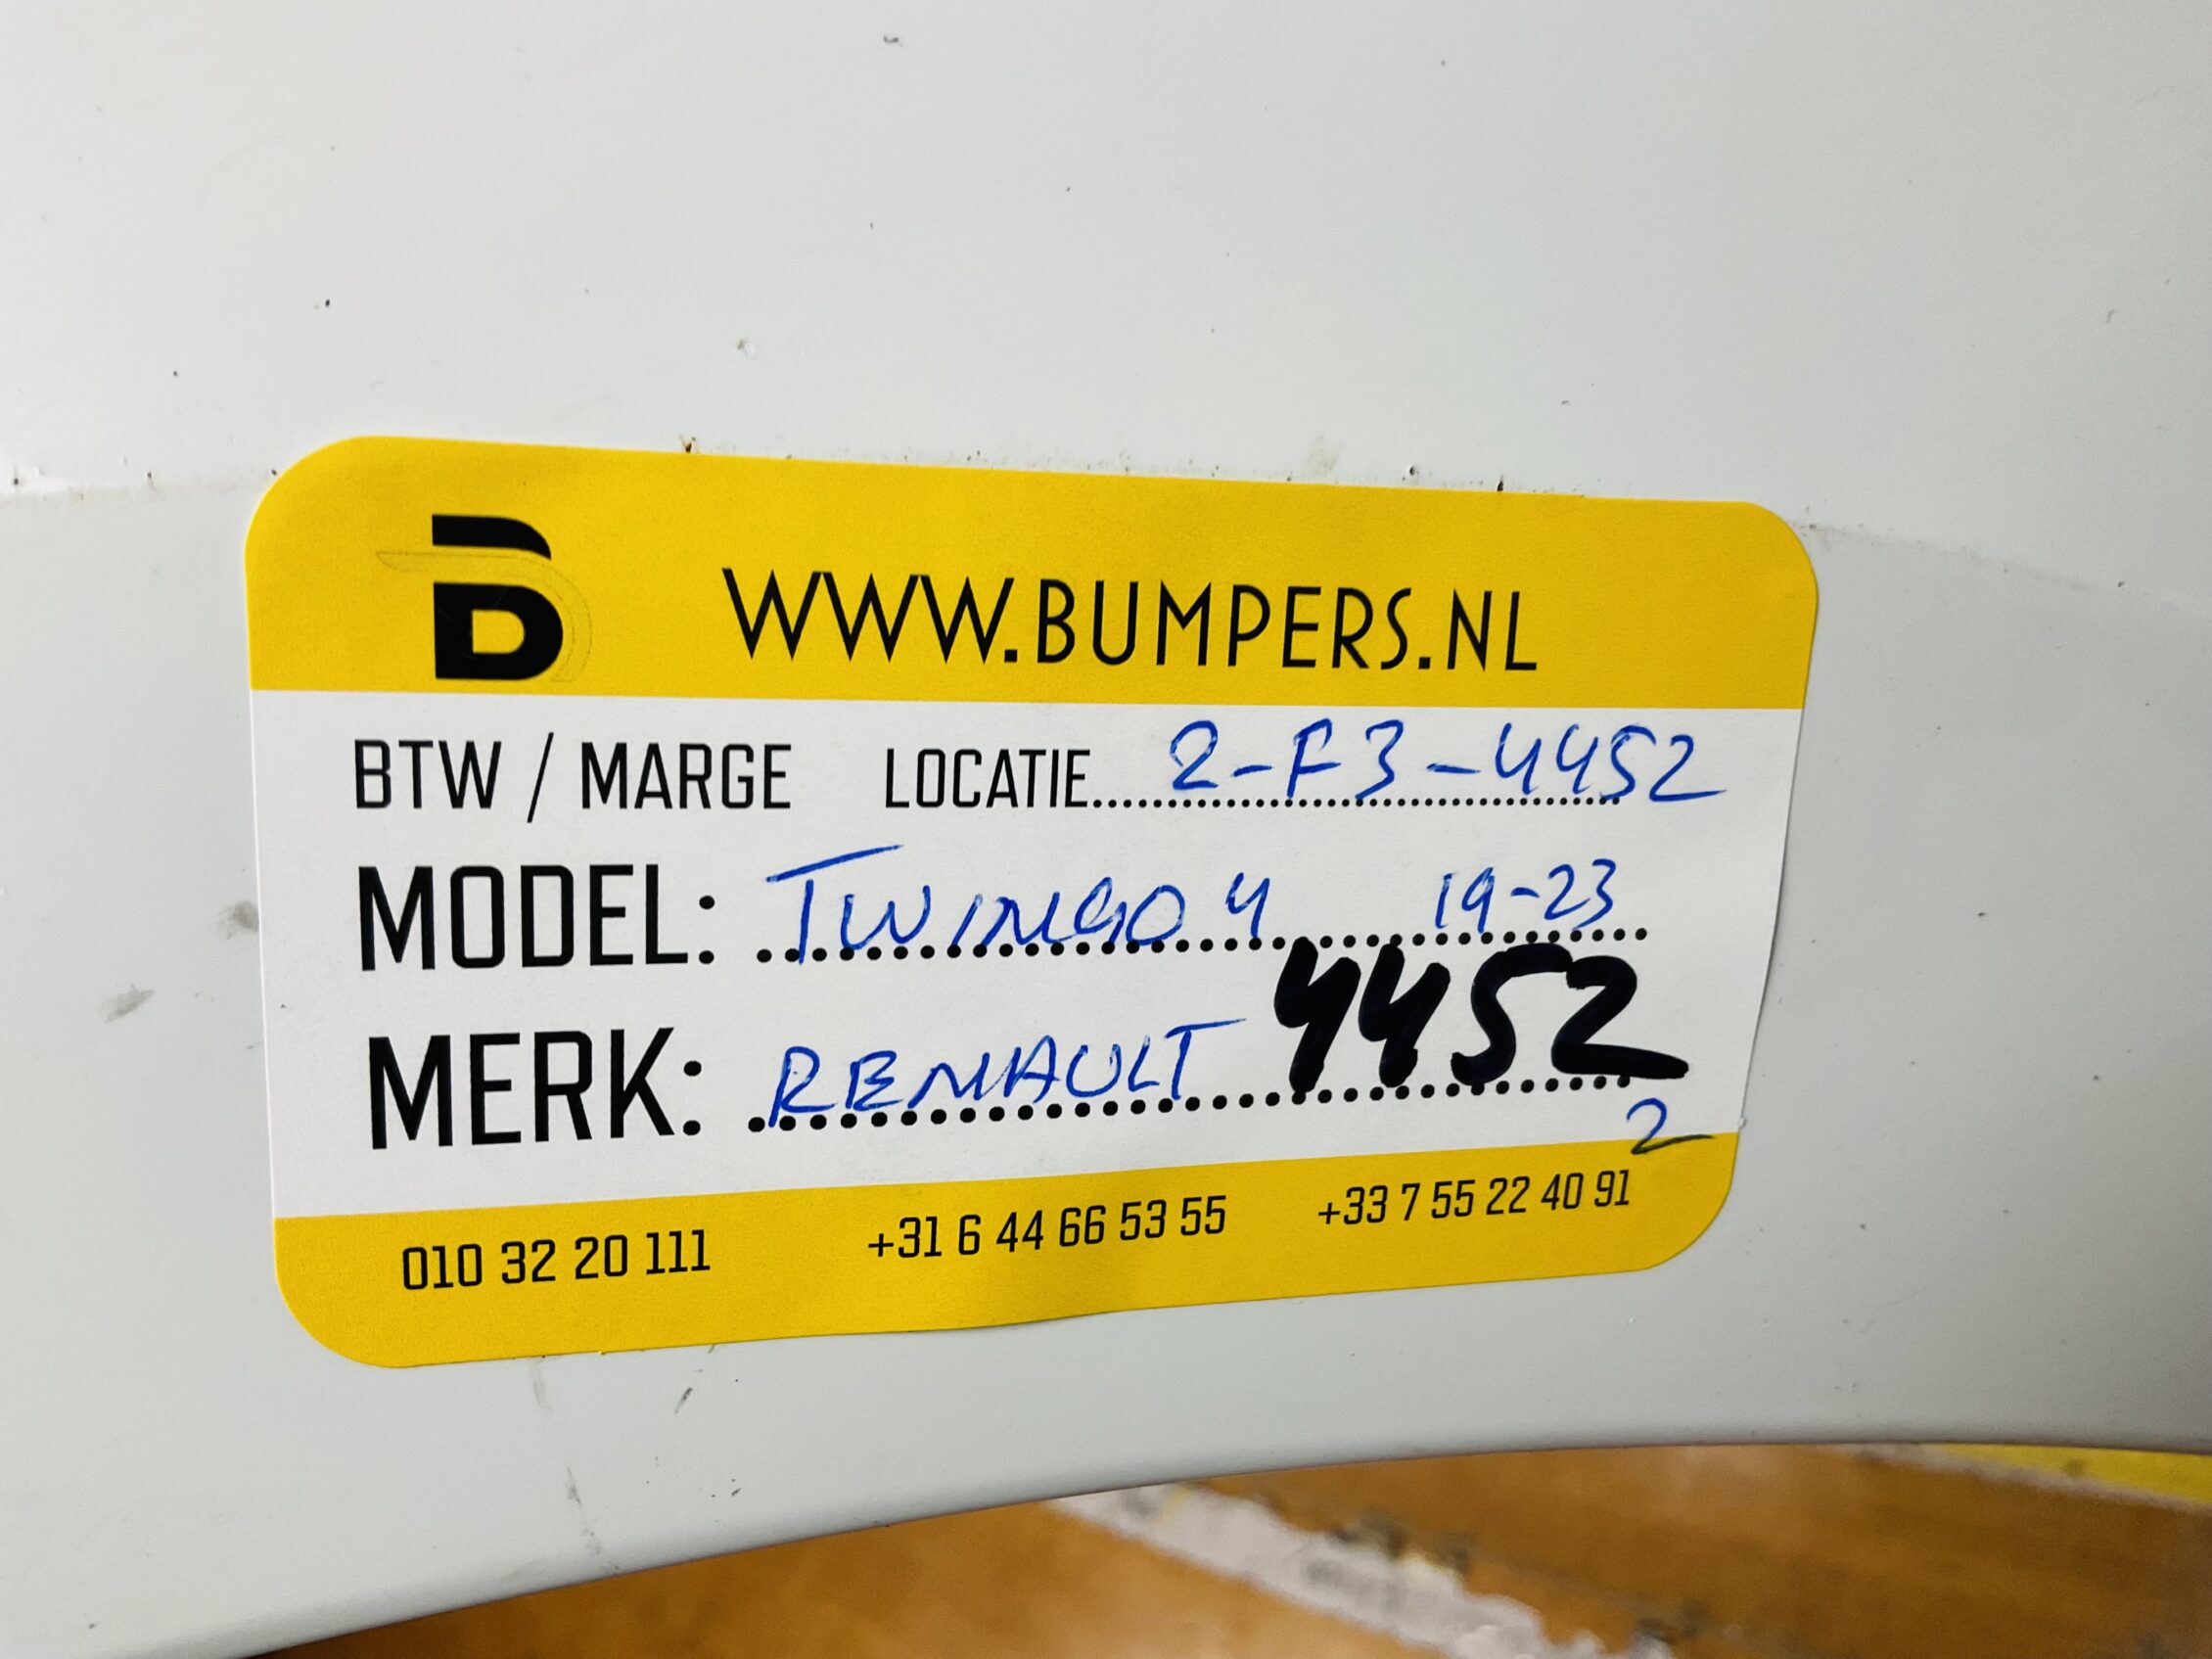 B WWW.BUMPERS.NL
BTW / MARGE LOCATIE 2-F3-4452
MODEL: TWINGO 4 19-23
MERK: RENAULT 4452
2
010 32 20 111 +31 6 44 66 53 55 +33 7 55 22 40 91